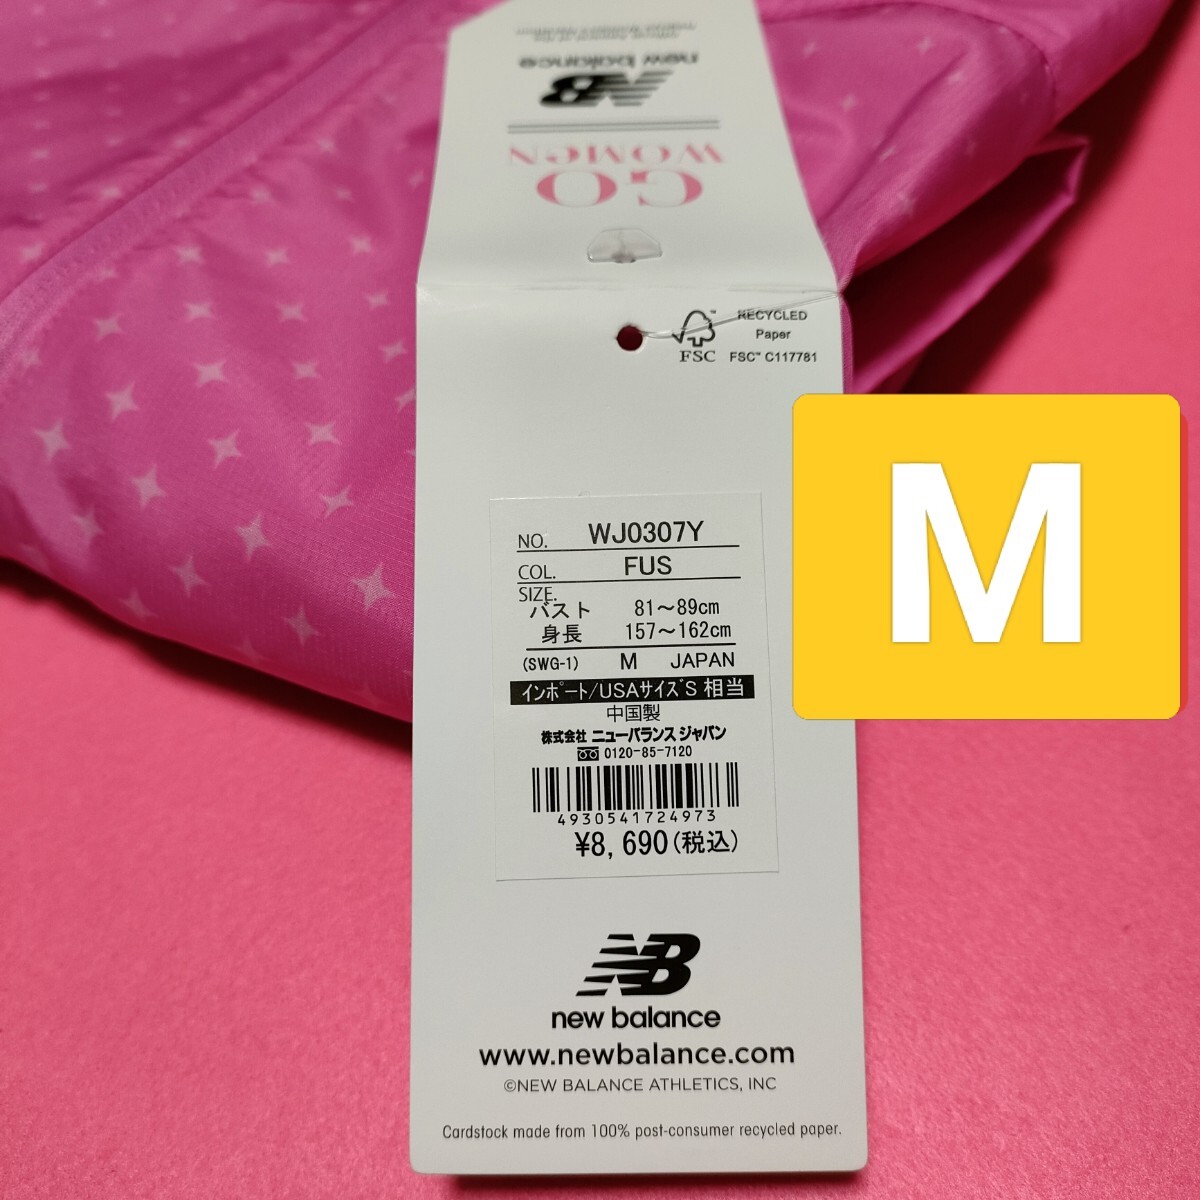 GO
WOMEN
new balance
RECYCLED
Paper
FSC
FSC™ C117781
M
NO. WJ0307Y
COL. FUS
SIZE.
バスト 81～89cm
身長 157～162cm
(SWG-1) M JAPAN
インポート/USAサイズS 相当
中国製
株式会社 ニューバランス ジャパン
0120-85-7120
4930541724973
¥8,690(税込)
new balance
www.newbalance.com
©NEW BALANCE ATHLETICS, INC
Cardstock made from 100% post-consumer recycled paper.